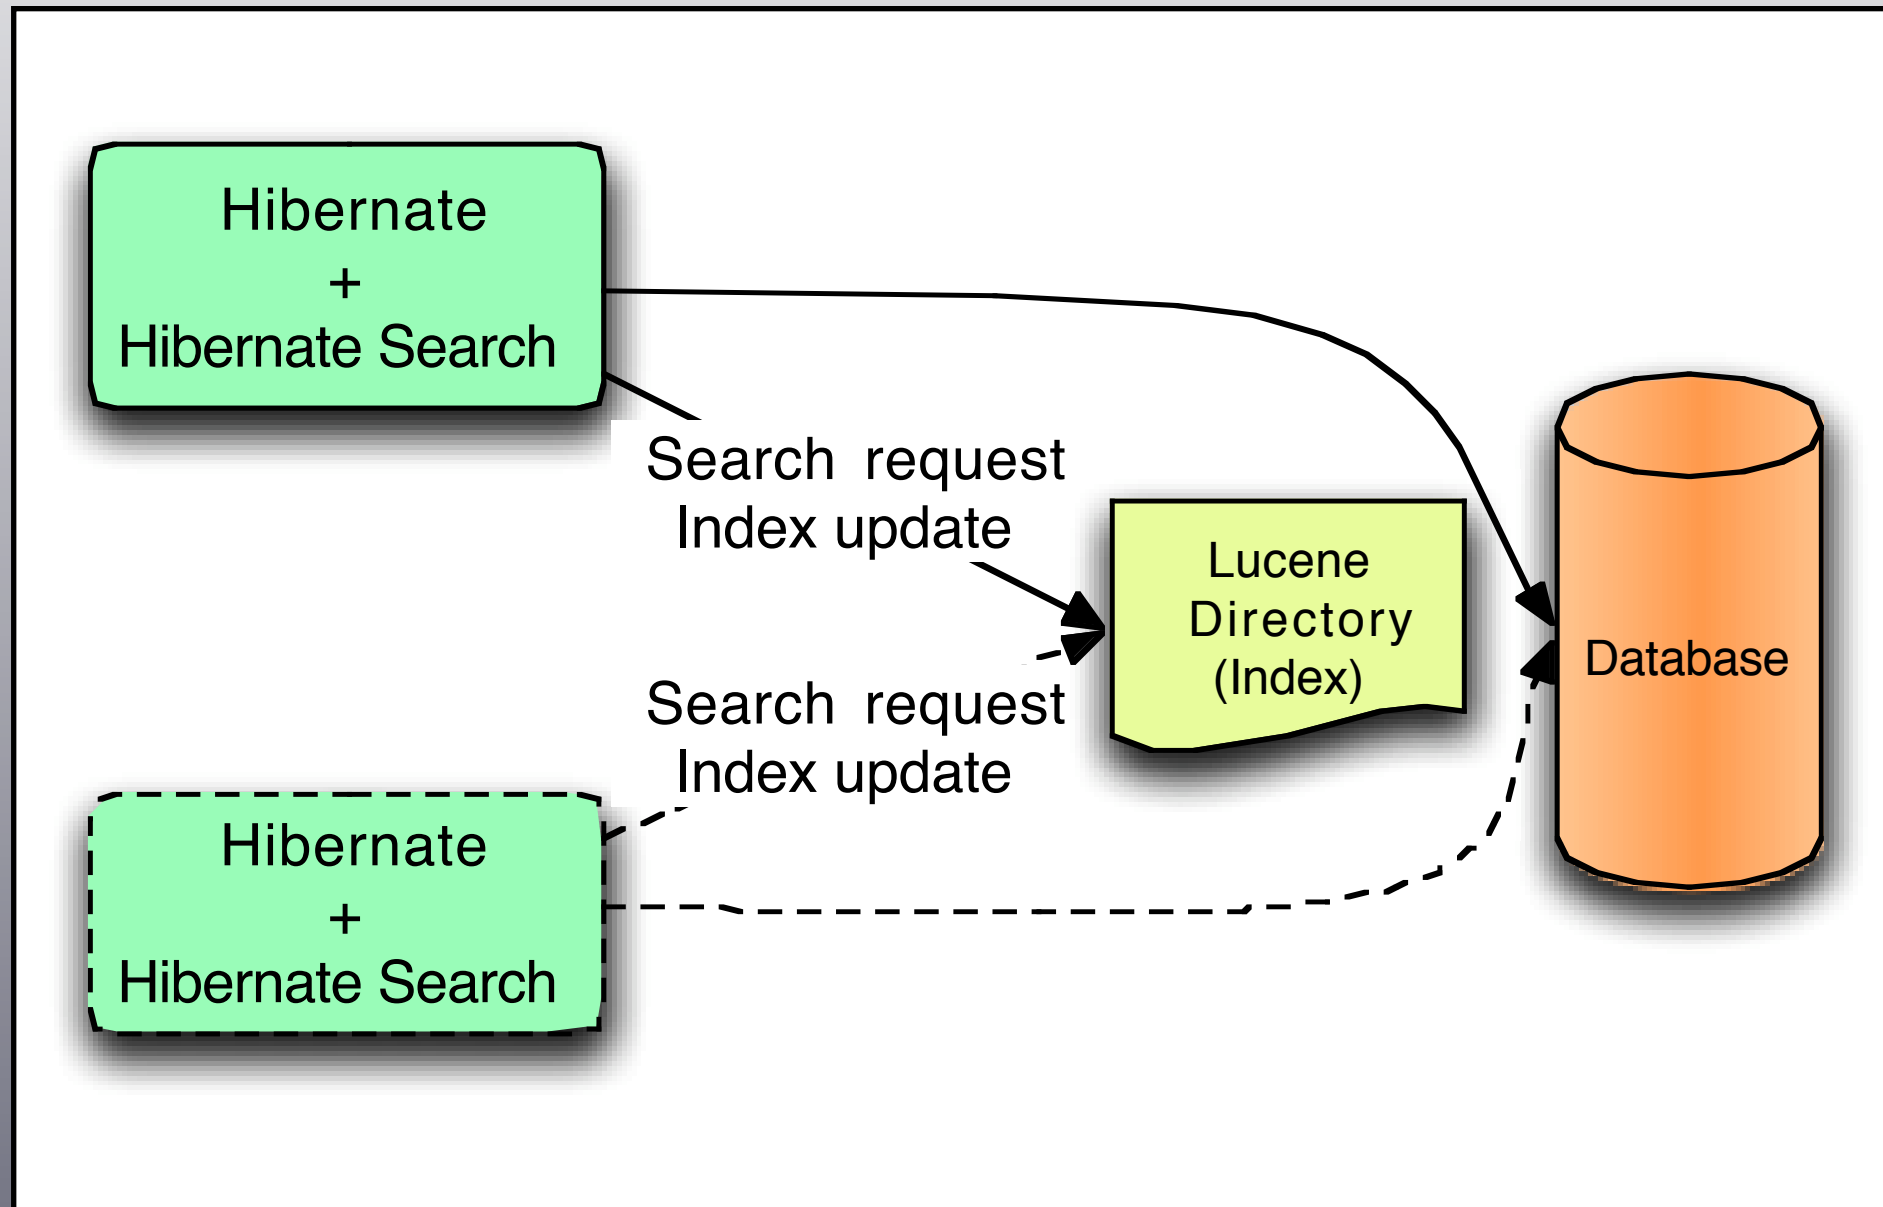 Hibernate
+
Hibernate Search
Search request
Index update
Lucene
Directory
(Index)
Database
Search request
Index update
Hibernate
+
Hibernate Search